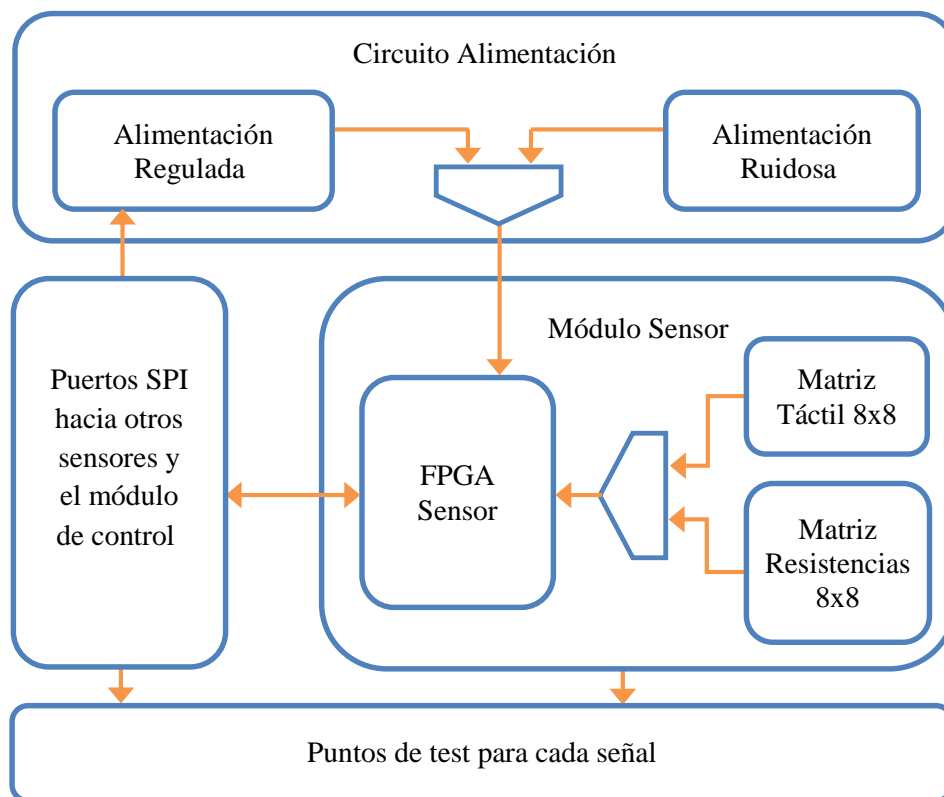 Circuito Alimentación
Alimentación
Regulada
Alimentación
Ruidosa
Puertos SPI
hacia otros
sensores y
el módulo
de control
Módulo Sensor
FPGA
Sensor
Matriz
Táctil 8x8
Matriz
Resistencias
8x8
Puntos de test para cada señal